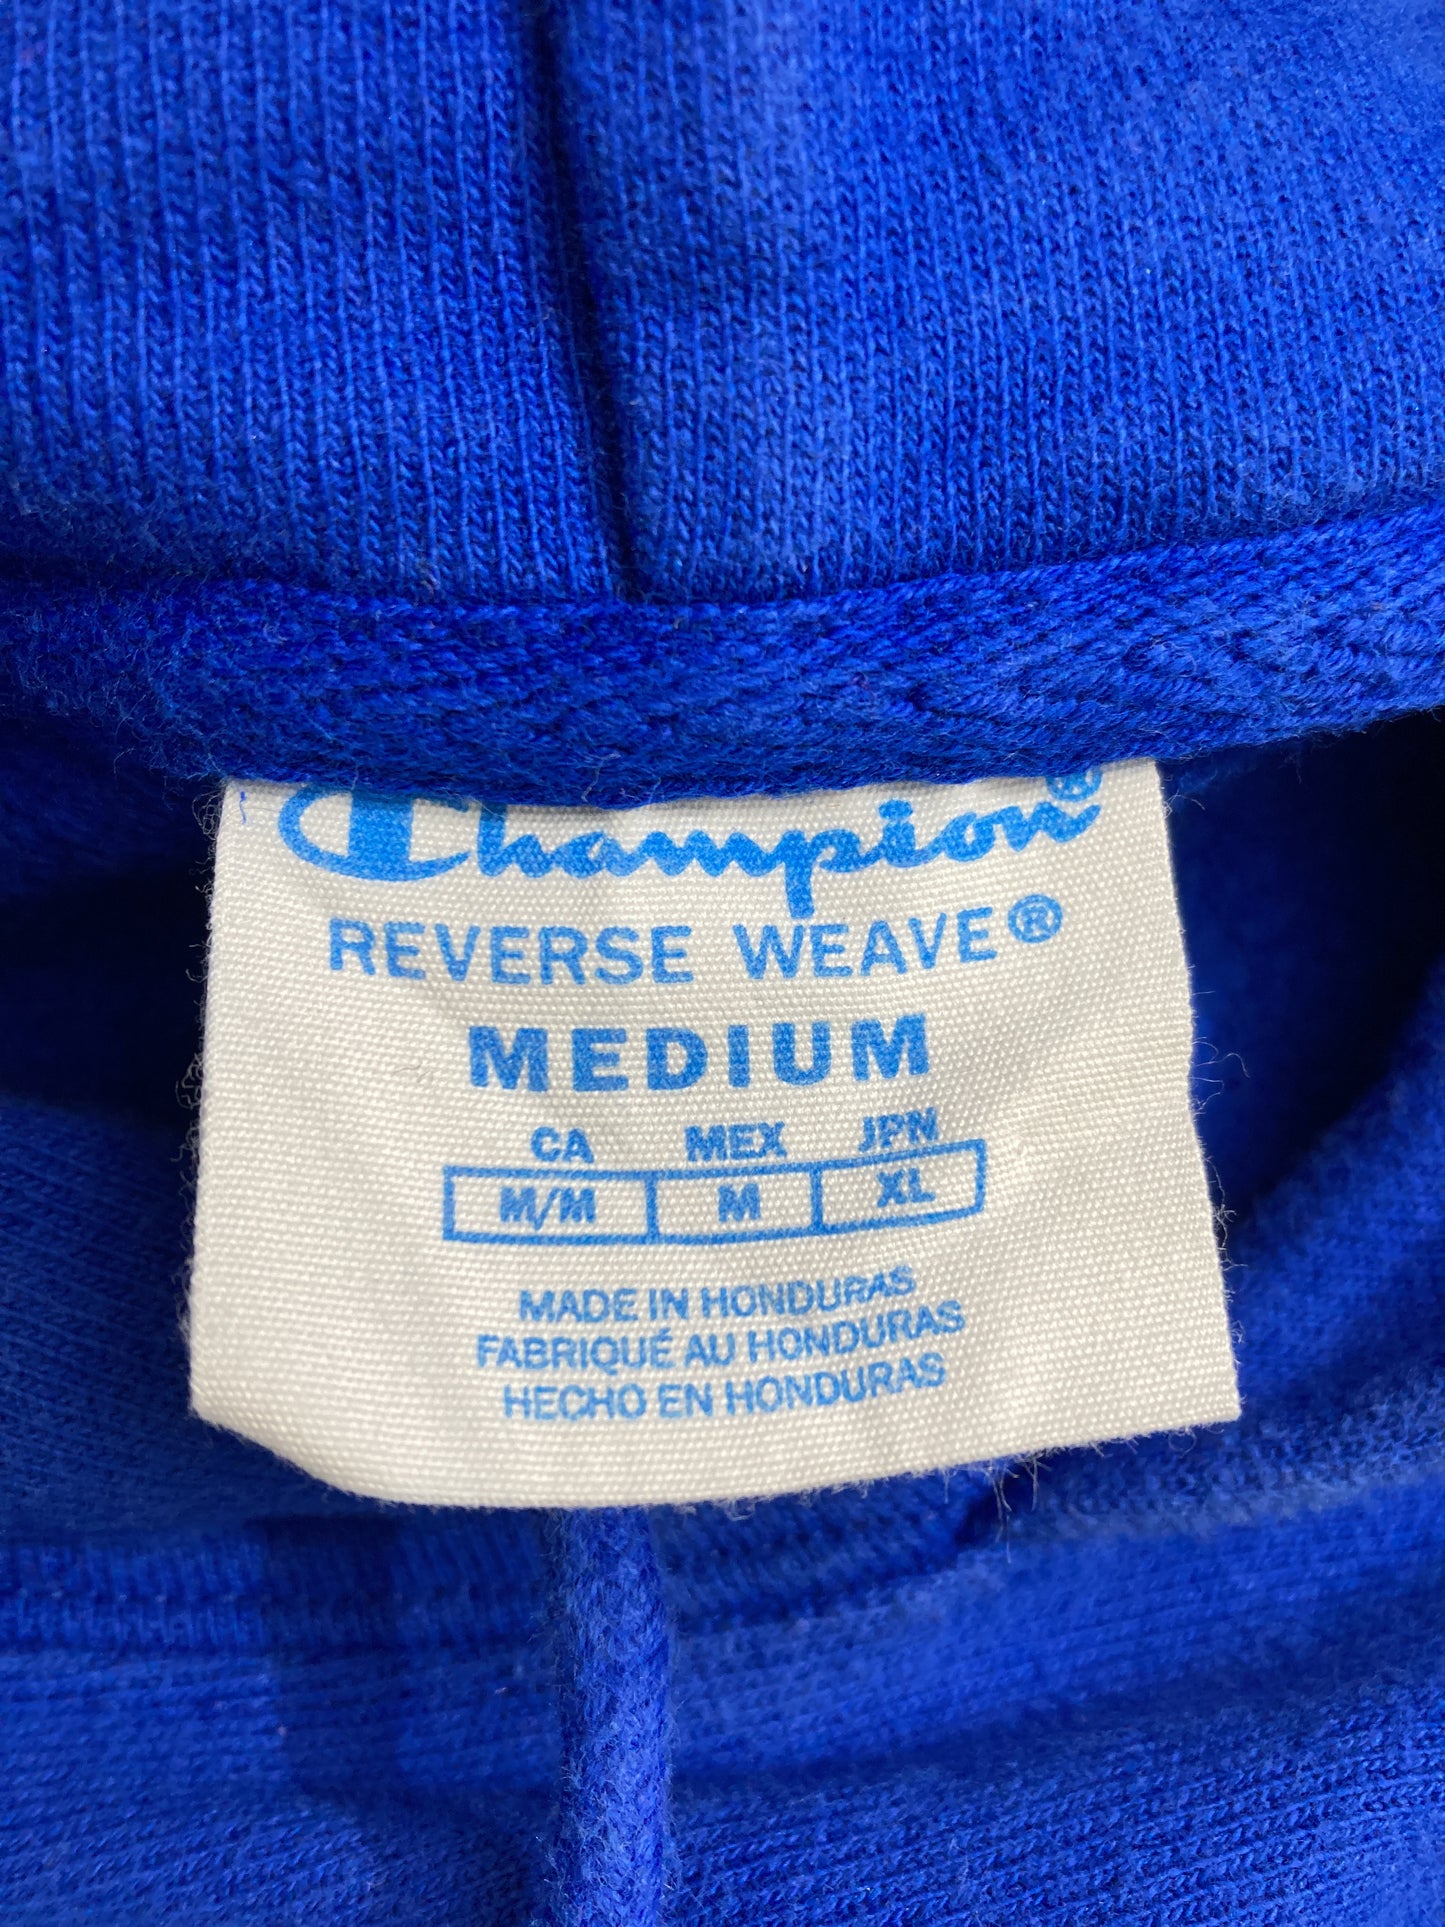 Champion®
REVERSE WEAVE®
MEDIUM
CA MEX JPN
M/M M XL
MADE IN HONDURAS
FABRIQUÉ AU HONDURAS
HECHO EN HONDURAS